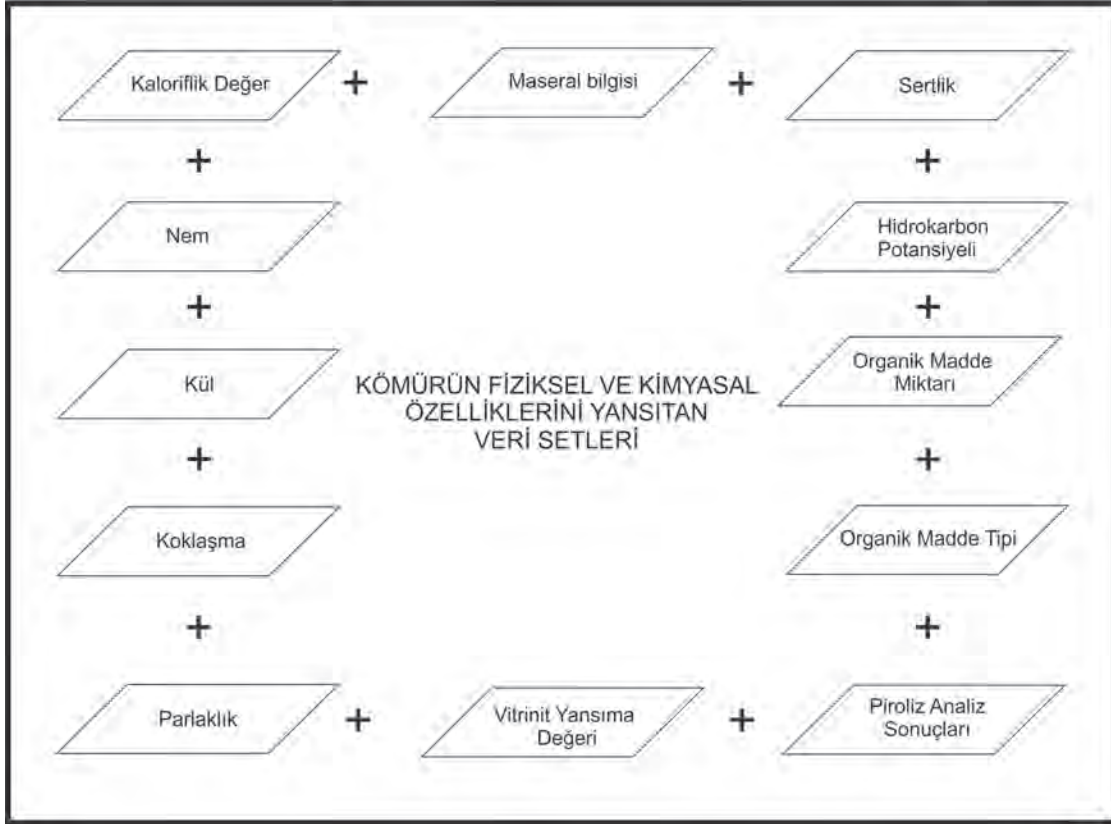 Kaloriflik Değer + Maseral bilgisi + Sertlik
+ +
Nem
Hidrokarbon
Potansiyeli
+ +
Kül
Organik Madde
Miktarı
KÖMÜRÜN FİZİKSEL VE KİMYASAL
ÖZELLİKLERİNİ YANSITAN
VERİ SETLERİ
+ +
Koklaşma
Organik Madde Tipi
+ +
Parlaklık +
Vitrinit Yansıma
Değeri
+
Piroliz Analiz
Sonuçları